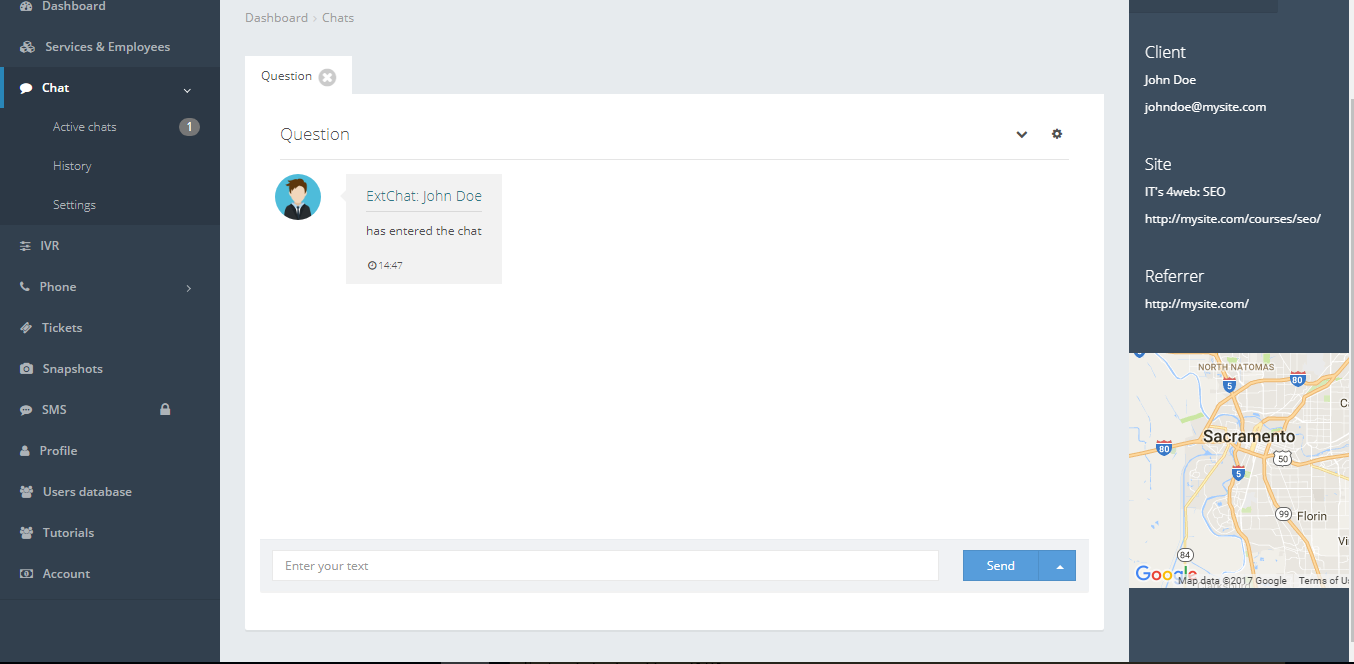 Dashboard
Services & Employees
Chat
Active chats 1
History
Settings
IVR
Phone
Tickets
Snapshots
SMS
Profile
Users database
Tutorials
Account
Dashboard › Chats
Question
Question
ExtChat: John Doe
has entered the chat
14:47
Enter your text
Send
Client
John Doe
johndoe@mysite.com
Site
IT's 4web: SEO
http://mysite.com/courses/seo/
Referrer
http://mysite.com/
NORTH NATOMAS
80
5
C
Sacramento
80
50
5
99 Florin
Vi
84
Google
Map data ©2017 Google Terms of U